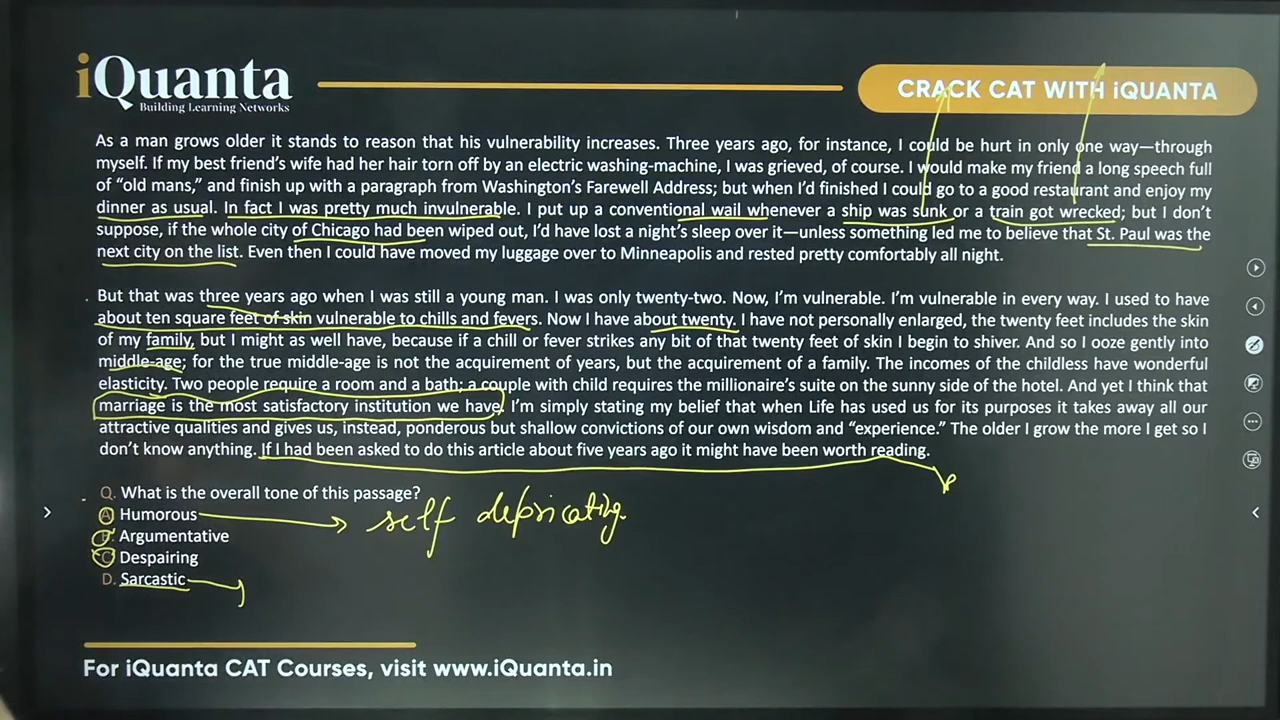 iQuanta
Building Learning Networks
CRACK CAT WITH iQUANTA
As a man grows older it stands to reason that his vulnerability increases. Three years ago, for instance, I could be hurt in only one way—through
myself. If my best friend's wife had her hair torn off by an electric washing-machine, I was grieved, of course. I would make my friend a long speech full
of “old mans,” and finish up with a paragraph from Washington's Farewell Address; but when I'd finished I could go to a good restaurant and enjoy my
dinner as usual. In fact I was pretty much invulnerable. I put up a conventional wail whenever a ship was sunk or a train got wrecked; but I don't
suppose, if the whole city of Chicago had been wiped out, I'd have lost a night's sleep over it—unless something led me to believe that St. Paul was the
next city on the list. Even then I could have moved my luggage over to Minneapolis and rested pretty comfortably all night.
But that was three years ago when I was still a young man. I was only twenty-two. Now, I'm vulnerable. I'm vulnerable in every way. I used to have
about ten square feet of skin vulnerable to chills and fevers. Now I have about twenty. I have not personally enlarged, the twenty feet includes the skin
of my family, but I might as well have, because if a chill or fever strikes any bit of that twenty feet of skin I begin to shiver. And so I ooze gently into
middle-age; for the true middle-age is not the acquirement of years, but the acquirement of a family. The incomes of the childless have wonderful
elasticity. Two people require a room and a bath; a couple with child requires the millionaire's suite on the sunny side of the hotel. And yet I think that
marriage is the most satisfactory institution we have. I'm simply stating my belief that when Life has used us for its purposes it takes away all our
attractive qualities and gives us, instead, ponderous but shallow convictions of our own wisdom and “experience.” The older I grow the more I get so I
don't know anything. If I had been asked to do this article about five years ago it might have been worth reading.
Q. What is the overall tone of this passage?
A Humorous self depricating
B Argumentative
C Despairing
D. Sarcastic
For iQuanta CAT Courses, visit www.iQuanta.in